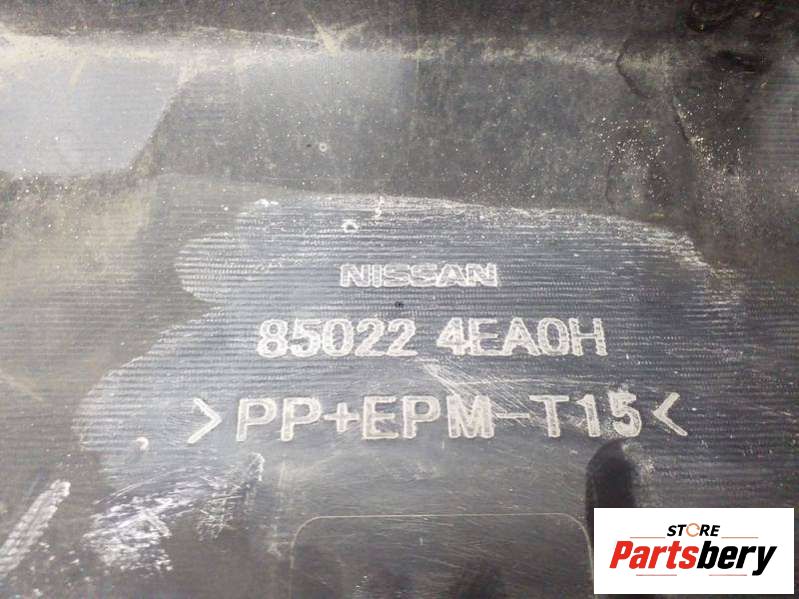 NISSAN
85022 4EA0H
>PP+EPM-T15<
STORE
Partsbery